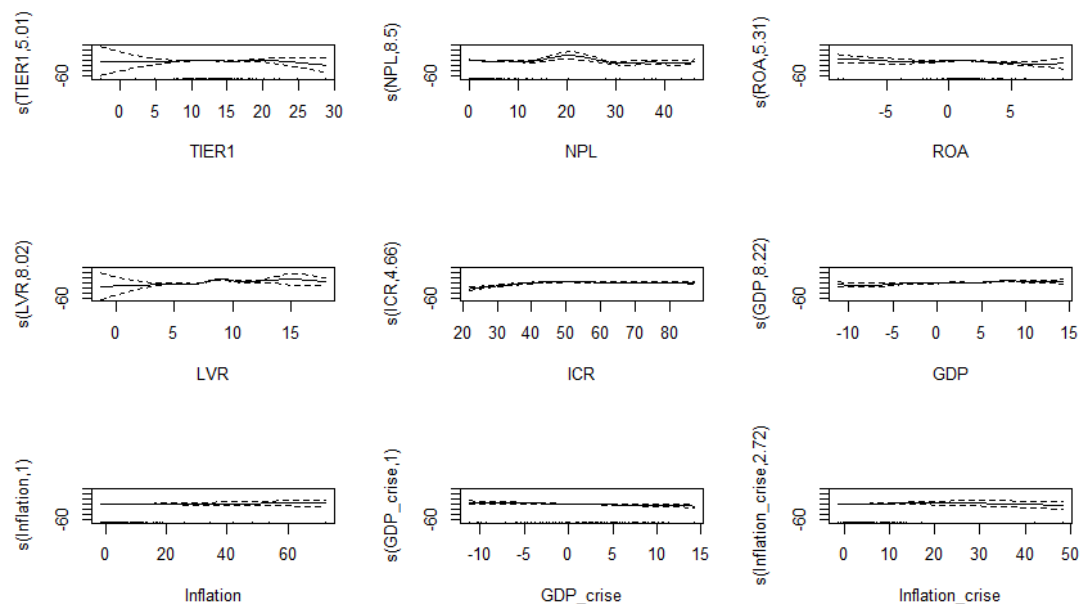 s(TIER1,5.01)
-60
0 5 10 15 20 25 30
TIER1
s(NPL,8.5)
-60
0 10 20 30 40
NPL
s(ROA,5.31)
-60
-5 0 5
ROA
s(LVR,8.02)
-60
0 5 10 15
LVR
s(ICR,4.66)
-60
20 30 40 50 60 70 80
ICR
s(GDP,8.22)
-60
-10 -5 0 5 10 15
GDP
s(Inflation,1)
-60
0 20 40 60
Inflation
s(GDP_crise,1)
-60
-10 -5 0 5 10 15
GDP_crise
s(Inflation_crise,2.72)
-60
0 10 20 30 40 50
Inflation_crise